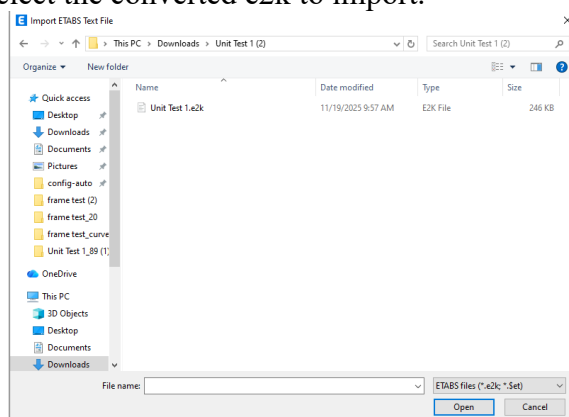 elect the converted e2k to import.
Import ETABS Text File
This PC > Downloads > Unit Test 1 (2)
Search Unit Test 1 (2)
Organize
New folder
Name
Date modified
Type
Size
Quick access
Unit Test 1.e2k
11/19/2025 9:57 AM
E2K File
246 KB
Desktop
Downloads
Documents
Pictures
config-auto
frame test (2)
frame test_20
frame test_curve
Unit Test 1_89 (1)
OneDrive
This PC
3D Objects
Desktop
Documents
Downloads
File name:
ETABS files (*.e2k; *.$et)
Open
Cancel